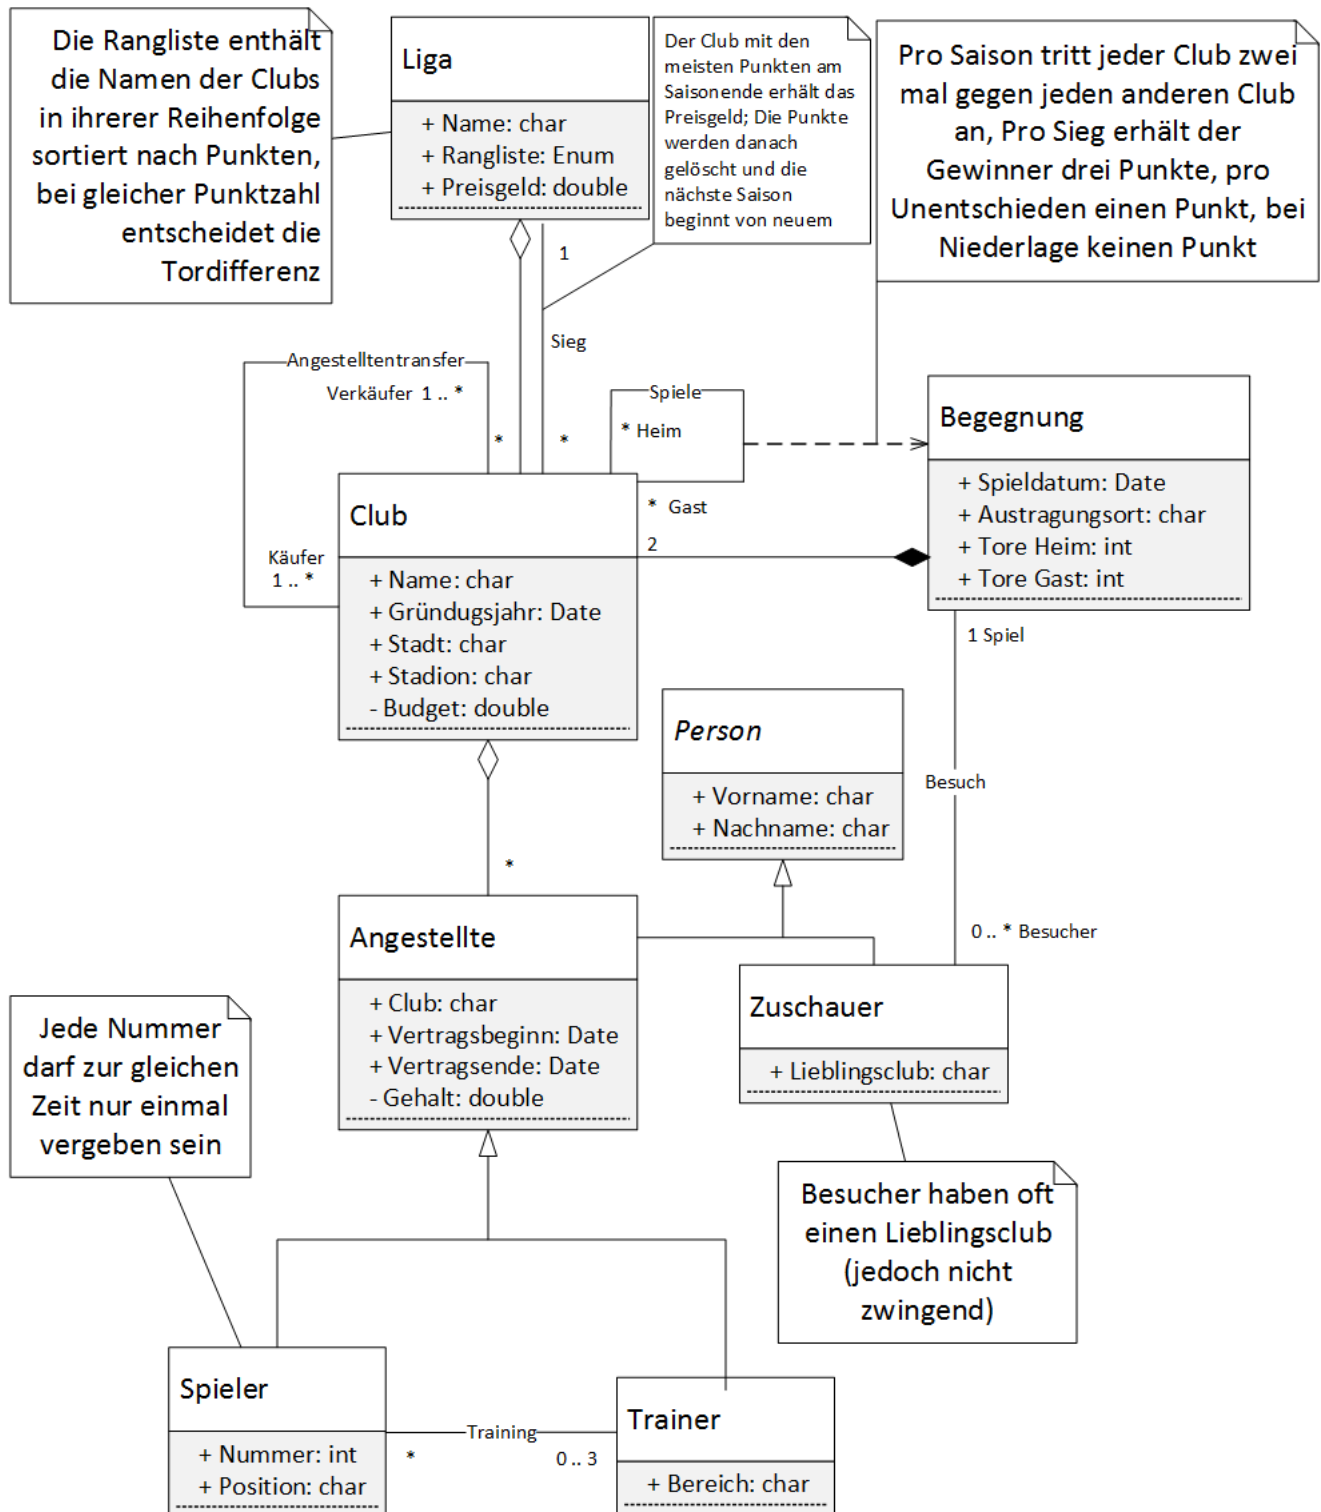 Die Rangliste enthält
die Namen der Clubs
in ihrerer Reihenfolge
sortiert nach Punkten,
bei gleicher Punktzahl
entscheidet die
Tordifferenz
Liga
+ Name: char
+ Rangliste: Enum
+ Preisgeld: double
Der Club mit den
meisten Punkten am
Saisonende erhält das
Preisgeld; Die Punkte
werden danach
gelöscht und die
nächste Saison
beginnt von neuem
Pro Saison tritt jeder Club zwei
mal gegen jeden anderen Club
an, Pro Sieg erhält der
Gewinner drei Punkte, pro
Unentschieden einen Punkt, bei
Niederlage keinen Punkt
1
Sieg
*
*
Angestelltentransfer
Verkäufer 1 .. *
Käufer
1 .. *
Spiele
* Heim
* Gast
2
Begegnung
+ Spieldatum: Date
+ Austragungsort: char
+ Tore Heim: int
+ Tore Gast: int
Club
+ Name: char
+ Gründugsjahr: Date
+ Stadt: char
+ Stadion: char
- Budget: double
1 Spiel
Besuch
0 .. * Besucher
Person
+ Vorname: char
+ Nachname: char
*
Angestellte
+ Club: char
+ Vertragsbeginn: Date
+ Vertragsende: Date
- Gehalt: double
Zuschauer
+ Lieblingsclub: char
Jede Nummer
darf zur gleichen
Zeit nur einmal
vergeben sein
Besucher haben oft
einen Lieblingsclub
(jedoch nicht
zwingend)
Spieler
+ Nummer: int
+ Position: char
Training
*
0 .. 3
Trainer
+ Bereich: char